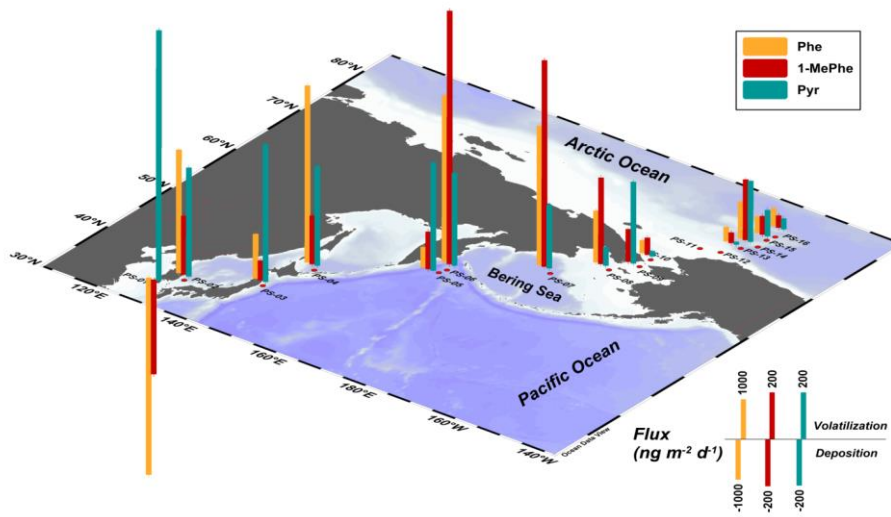 Phe
1-MePhe
Pyr
80°N
70°N
60°N
50°N
40°N
30°N
120°E
140°E
160°E
180°E
160°W
140°W
Arctic Ocean
Bering Sea
Pacific Ocean
PS-02
PS-03
PS-04
PS-05
PS-06
PS-07
PS-08
PS-11
PS-12
PS-13
PS-14
PS-15
PS-16
Ocean Data View
Flux
(ng m⁻² d⁻¹)
1000
200
200
Volatilization
Deposition
-1000
-200
-200